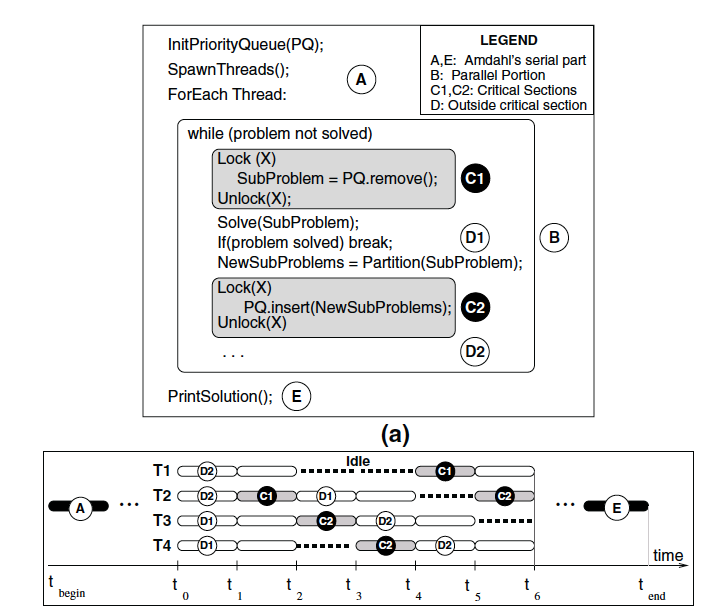 InitPriorityQueue(PQ);
SpawnThreads();
ForEach Thread:
A
LEGEND
A,E: Amdahl's serial part
B: Parallel Portion
C1,C2: Critical Sections
D: Outside critical section
while (problem not solved)
Lock (X)
SubProblem = PQ.remove();
Unlock(X);
C1
Solve(SubProblem);
If(problem solved) break;
NewSubProblems = Partition(SubProblem);
D1
B
Lock(X)
PQ.insert(NewSubProblems);
Unlock(X)
C2
. . .
D2
PrintSolution();
E
(a)
Idle
T1 D2 C1
T2 D2 C1 D1 C2
A ... ... E
T3 D1 C2 D2
T4 D1 C2 D2
time
t begin t 0 t 1 t 2 t 3 t 4 t 5 t 6 t end